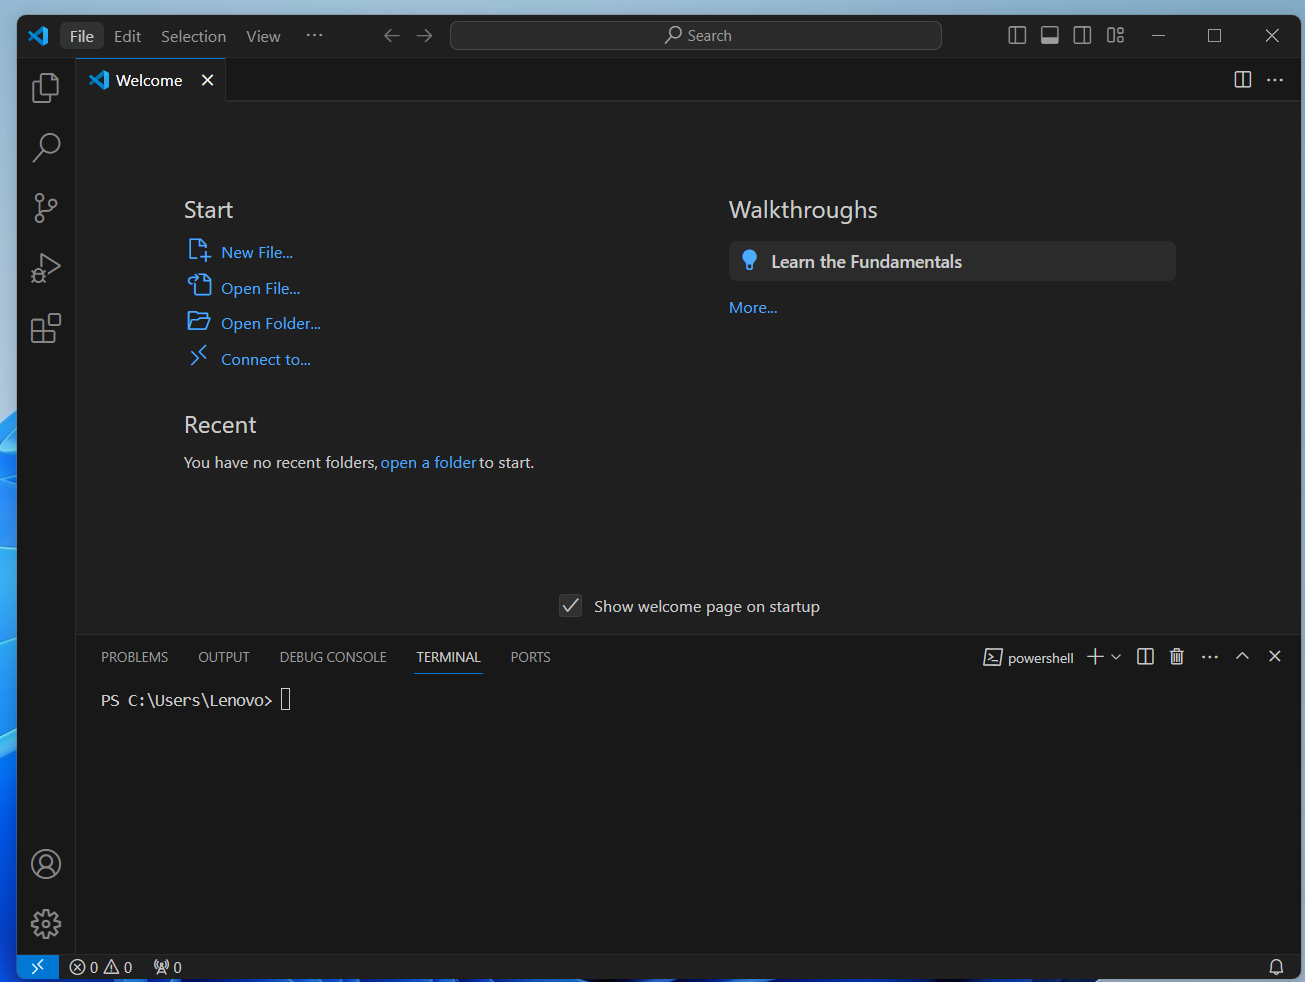 File Edit Selection View ... Search
Welcome
Start
New File...
Open File...
Open Folder...
Connect to...
Recent
You have no recent folders, open a folder to start.
Walkthroughs
Learn the Fundamentals
More...
Show welcome page on startup
PROBLEMS OUTPUT DEBUG CONSOLE TERMINAL PORTS powershell
PS C:\Users\Lenovo>
0 0 0